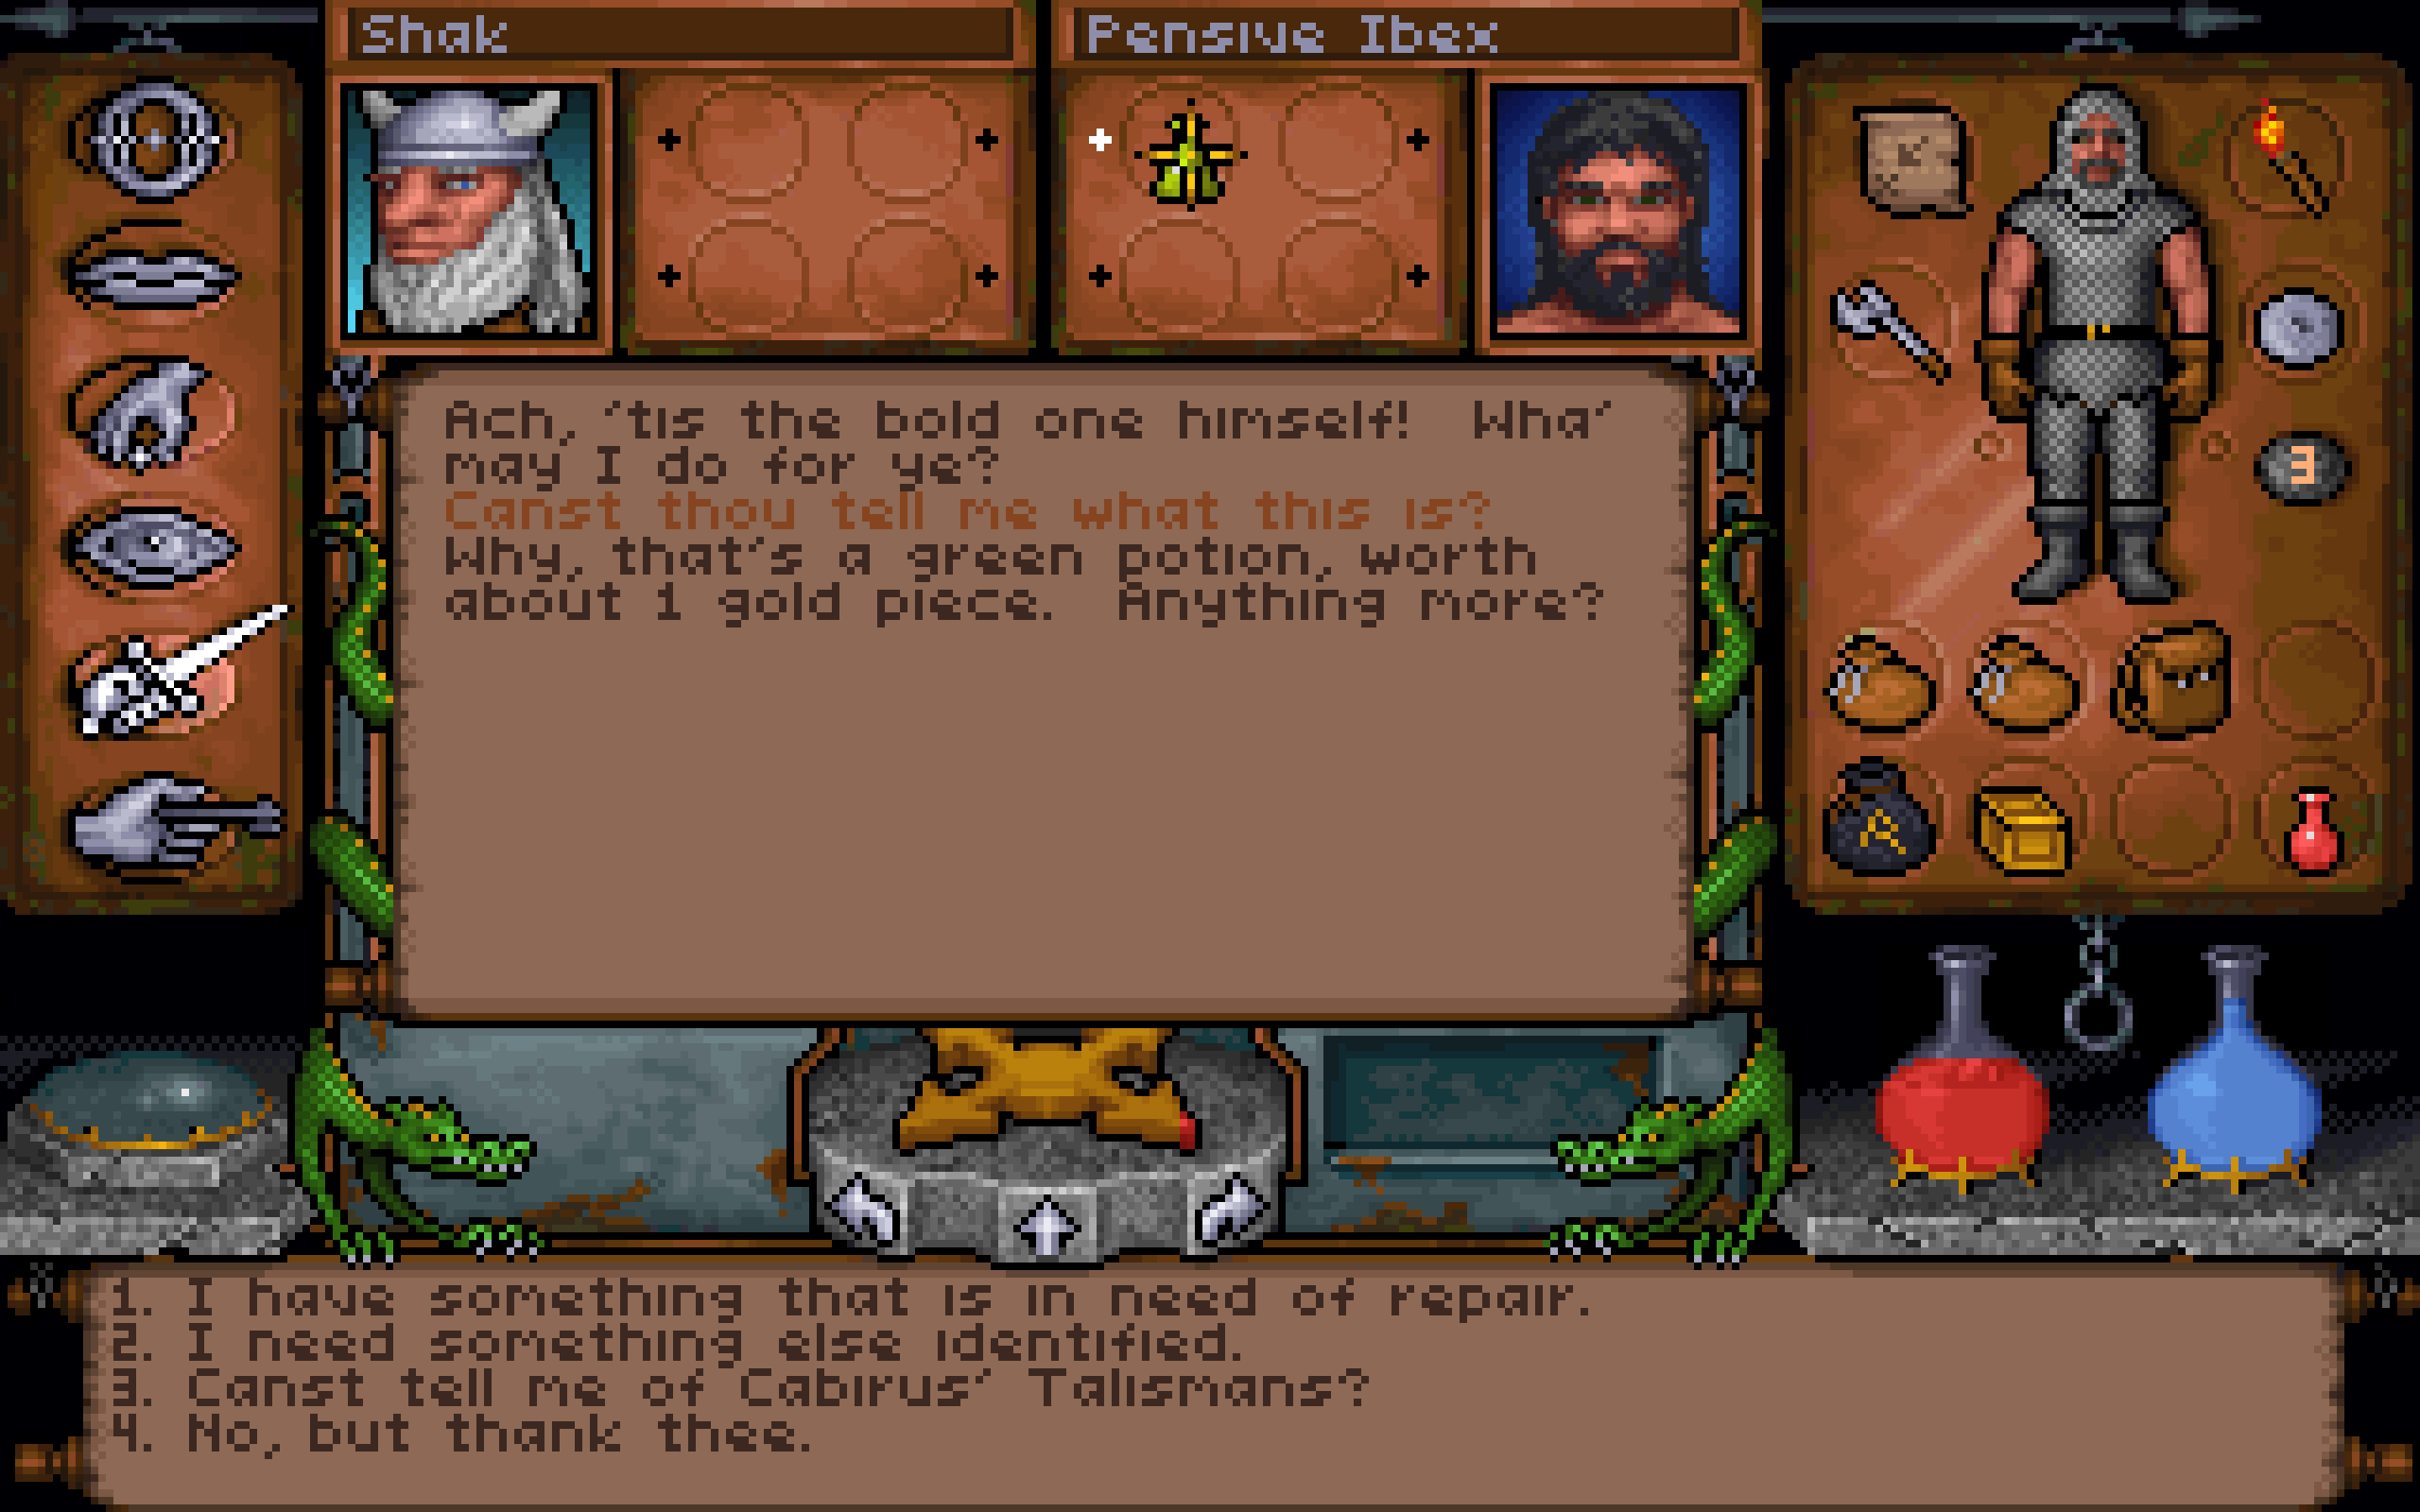 Shak
Pensive Ibex
Ach, 'tis the bold one himself!  Wha'
may I do for ye?
Canst thou tell me what this is?
Why, that's a green potion, worth
about 1 gold piece.  Anything more?
3
1. I have something that is in need of repair.
2. I need something else identified.
3. Canst tell me of Cabirus' Talismans?
4. No, but thank thee.